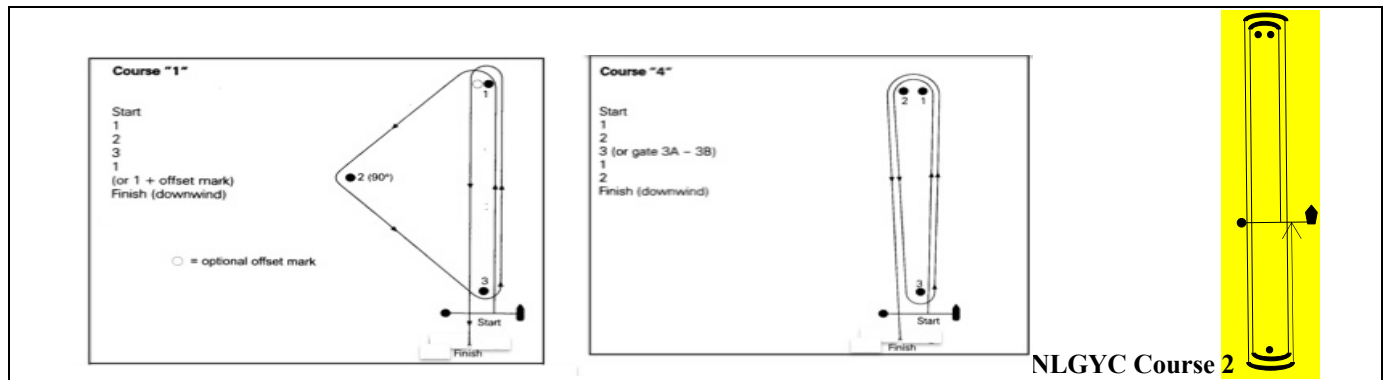 Course "1"
Start
1
2
3
1
(or 1 + offset mark)
Finish (downwind)
1
2 (90°)
= optional offset mark
3
Start
Finish
Course "4"
Start
1
2
3 (or gate 3A – 3B)
1
2
Finish (downwind)
2 1
3
Start
Finish
NLGYC Course 2